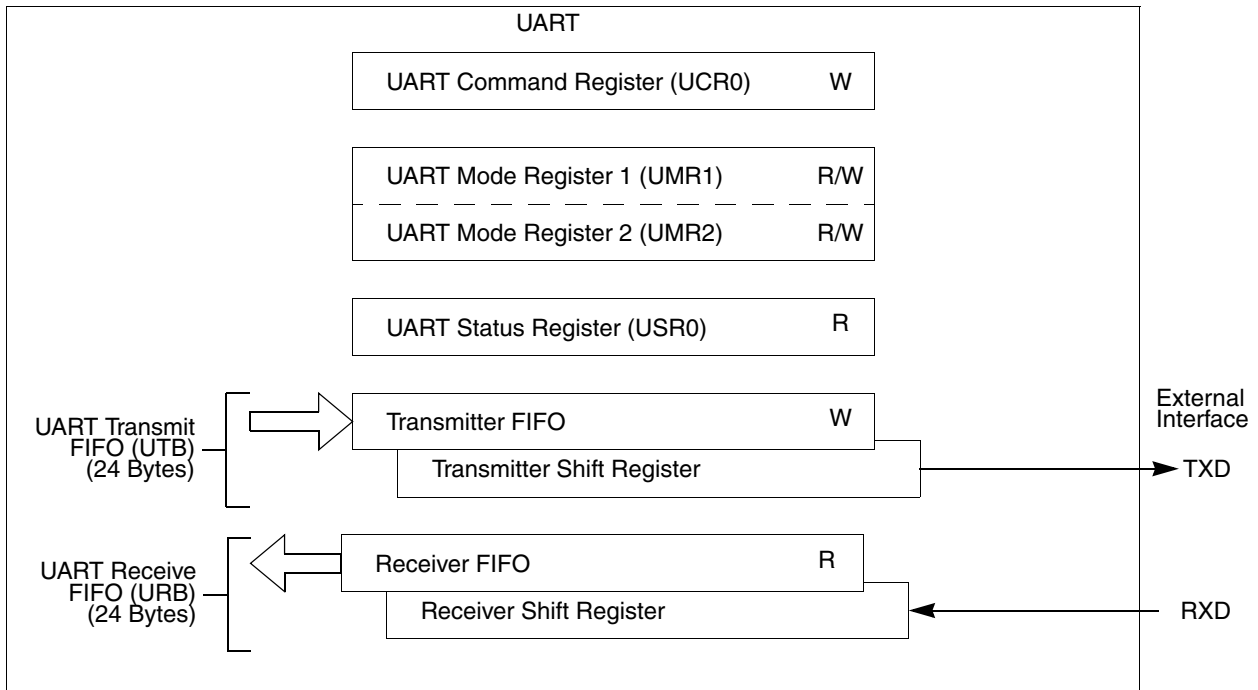 UART
UART Command Register (UCR0) W
UART Mode Register 1 (UMR1) R/W
UART Mode Register 2 (UMR2) R/W
UART Status Register (USR0) R
UART Transmit
FIFO (UTB)
(24 Bytes)
Transmitter FIFO W
Transmitter Shift Register
External
Interface
TXD
UART Receive
FIFO (URB)
(24 Bytes)
Receiver FIFO R
Receiver Shift Register
RXD